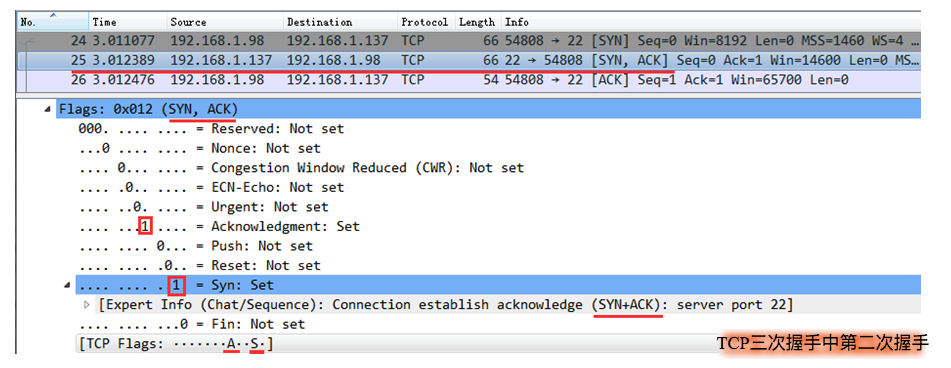 No. Time Source Destination Protocol Length Info
24 3.011077 192.168.1.98 192.168.1.137 TCP 66 54808 → 22 [SYN] Seq=0 Win=8192 Len=0 MSS=1460 WS=4 …
25 3.012389 192.168.1.137 192.168.1.98 TCP 66 22 → 54808 [SYN, ACK] Seq=0 Ack=1 Win=14600 Len=0 MS…
26 3.012476 192.168.1.98 192.168.1.137 TCP 54 54808 → 22 [ACK] Seq=1 Ack=1 Win=65700 Len=0
Flags: 0x012 (SYN, ACK)
000. .... .... = Reserved: Not set
...0 .... .... = Nonce: Not set
.... 0... .... = Congestion Window Reduced (CWR): Not set
.... .0.. .... = ECN-Echo: Not set
.... ..0. .... = Urgent: Not set
.... ...1 .... = Acknowledgment: Set
.... .... 0... = Push: Not set
.... .... .0.. = Reset: Not set
.... .... ..1. = Syn: Set
[Expert Info (Chat/Sequence): Connection establish acknowledge (SYN+ACK): server port 22]
.... .... ...0 = Fin: Not set
[TCP Flags: ·······A··S·]
TCP三次握手中第二次握手